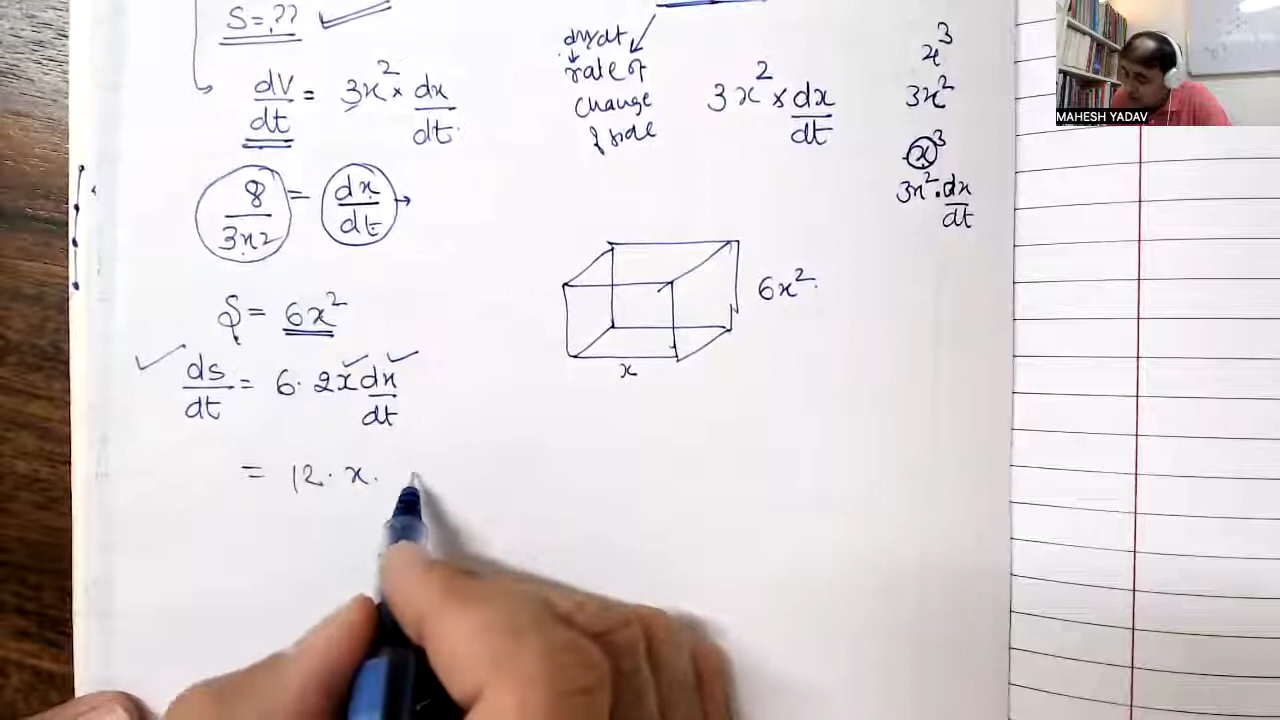 S = ??
dV/dt = 3x² × dx/dt
8/3x² = dx/dt
S = 6x²
ds/dt = 6 · 2x dx/dt
= 12 · x ·
dx/dt
rate of
change
of side
3x² × dx/dt
6x².
x
x³
3x²
x³
3x² · dx/dt
MAHESH YADAV